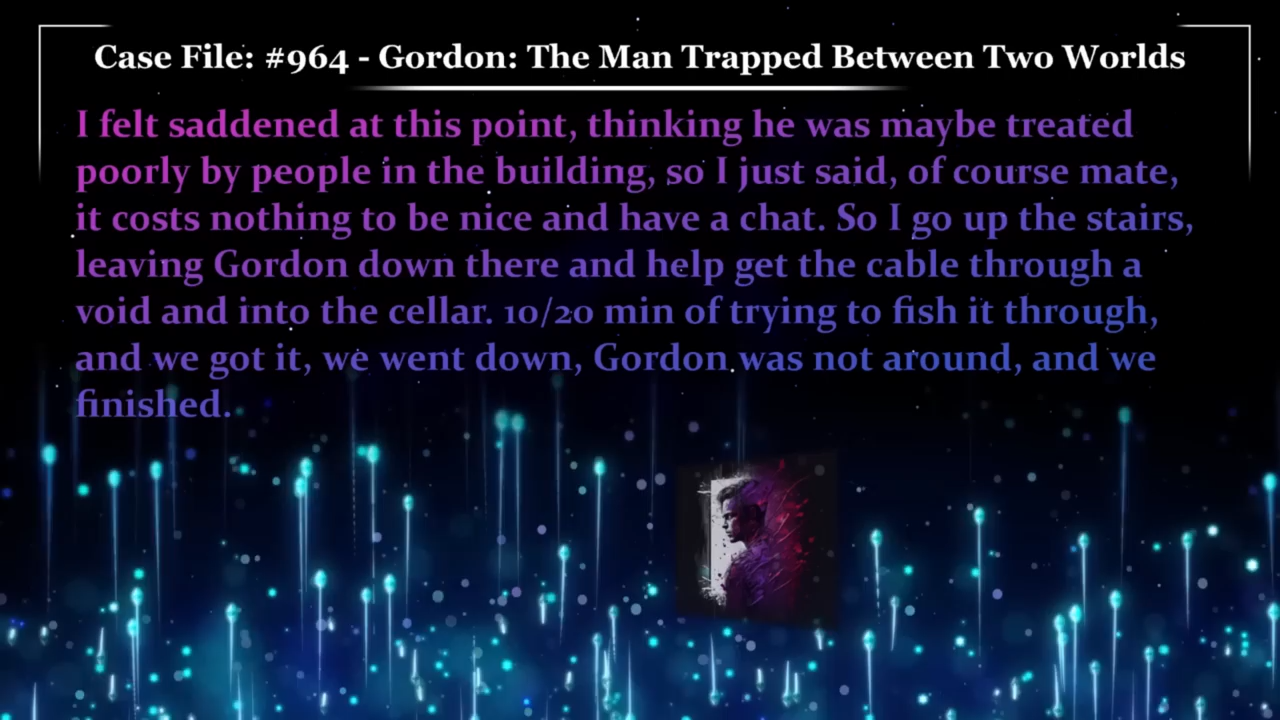 Case File: #964 - Gordon: The Man Trapped Between Two Worlds
I felt saddened at this point, thinking he was maybe treated
poorly by people in the building, so I just said, of course mate,
it costs nothing to be nice and have a chat. So I go up the stairs,
leaving Gordon down there and help get the cable through a
void and into the cellar. 10/20 min of trying to fish it through,
and we got it, we went down, Gordon was not around, and we
finished.